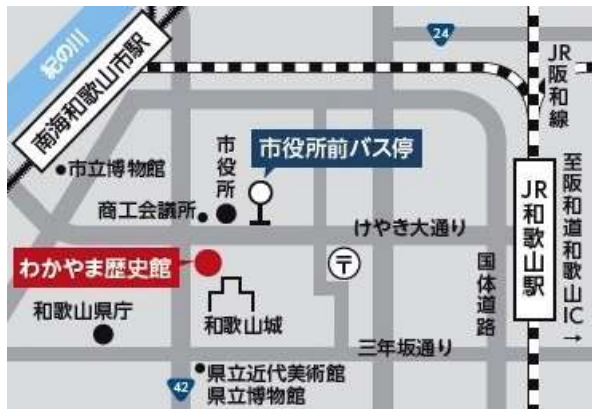 紀の川
南海和歌山市駅
24
JR阪和線
市立博物館
市役所
市役所前バス停
商工会議所
けやき大通り
JR和歌山駅
至阪和道和歌山IC→
わかやま歴史館
〒
国体道路
和歌山県庁
和歌山城
三年坂通り
42
県立近代美術館
県立博物館